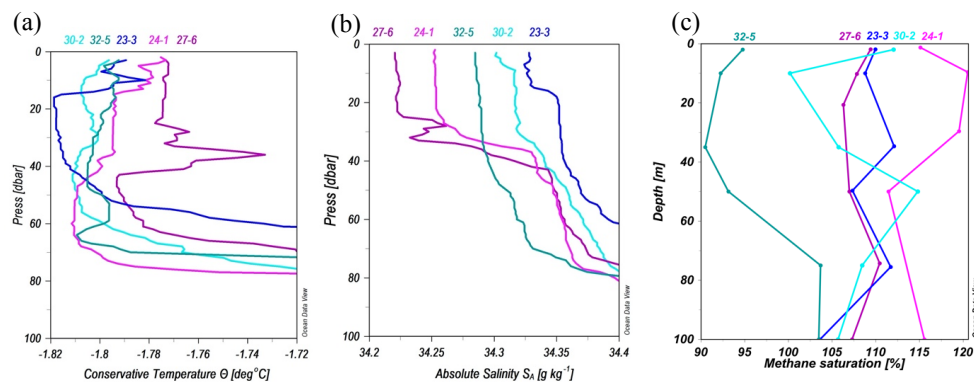 (a)
30-2 32-5 23-3 24-1 27-6
0
20
40
60
80
100
Press [dbar]
-1.82 -1.8 -1.78 -1.76 -1.74 -1.72
Conservative Temperature Θ [deg°C]
Ocean Data View
(b)
27-6 24-1 32-5 30-2 23-3
0
20
40
60
80
100
Press [dbar]
34.2 34.25 34.3 34.35 34.4
Absolute Salinity SA [g kg-1]
Ocean Data View
(c)
32-5 27-6 23-3 30-2 24-1
0
20
40
60
80
100
Depth [m]
90 95 100 105 110 115 120
Methane saturation [%]